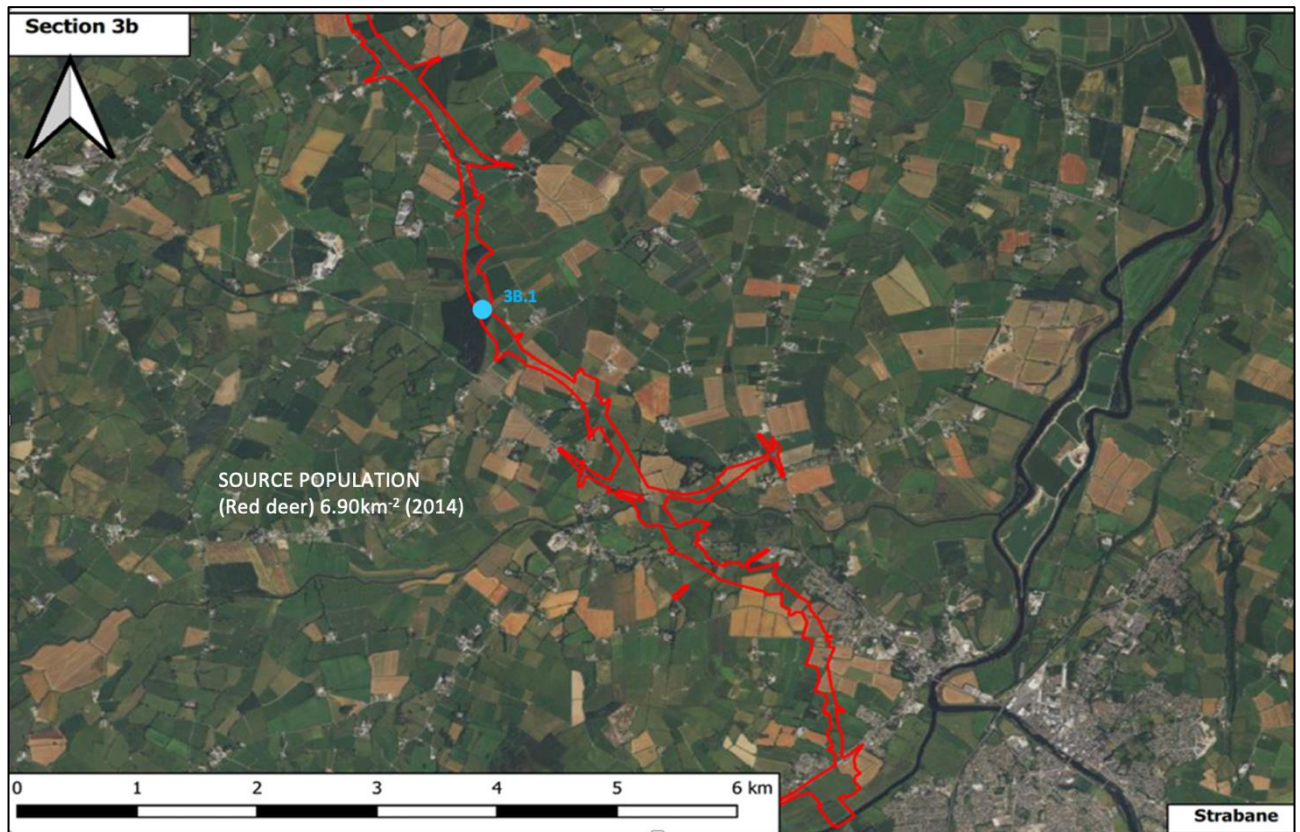 Section 3b
3B.1
SOURCE POPULATION
(Red deer) 6.90km⁻² (2014)
0 1 2 3 4 5 6 km
Strabane